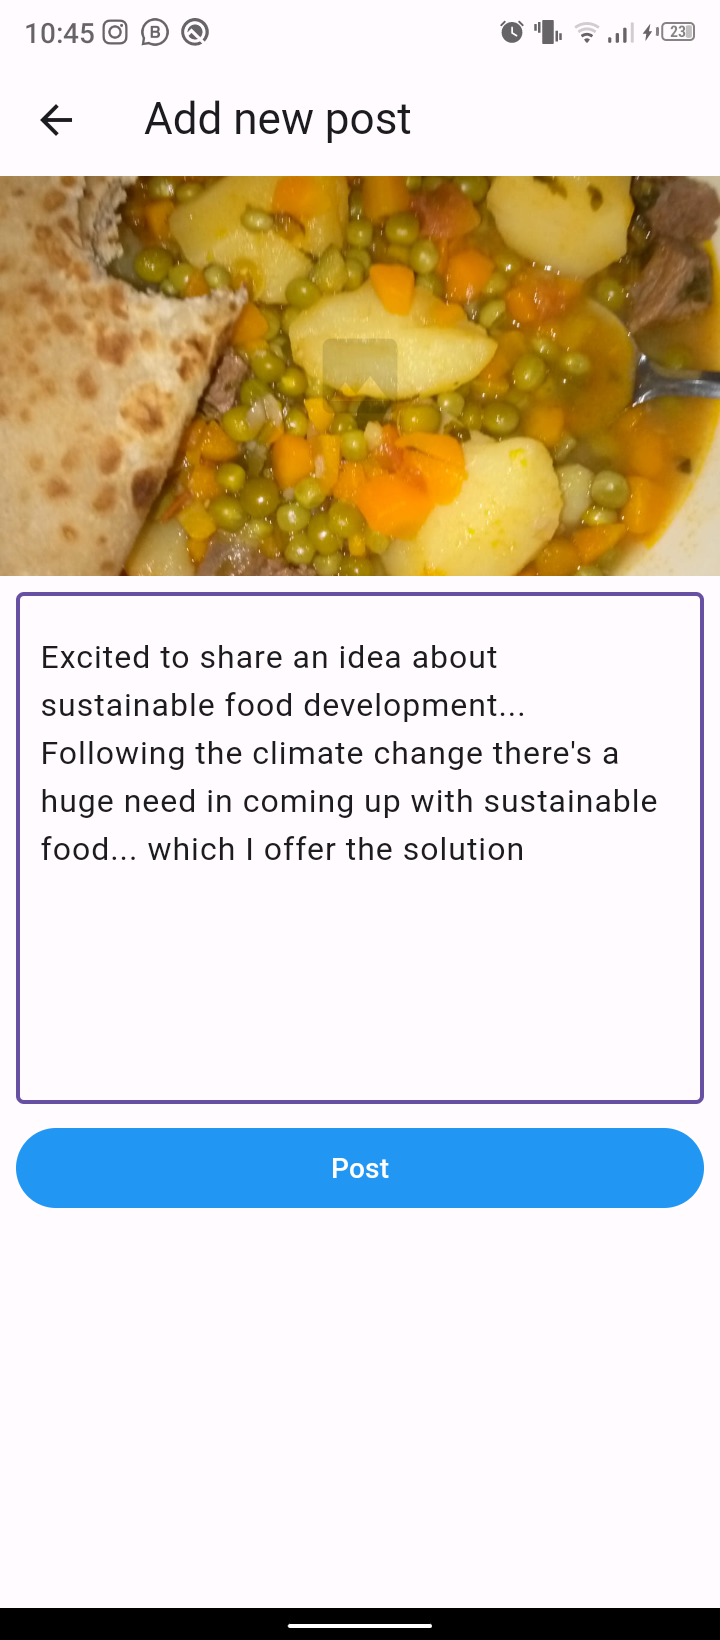 10:45
23
Add new post
Excited to share an idea about
sustainable food development...
Following the climate change there's a
huge need in coming up with sustainable
food... which I offer the solution
Post